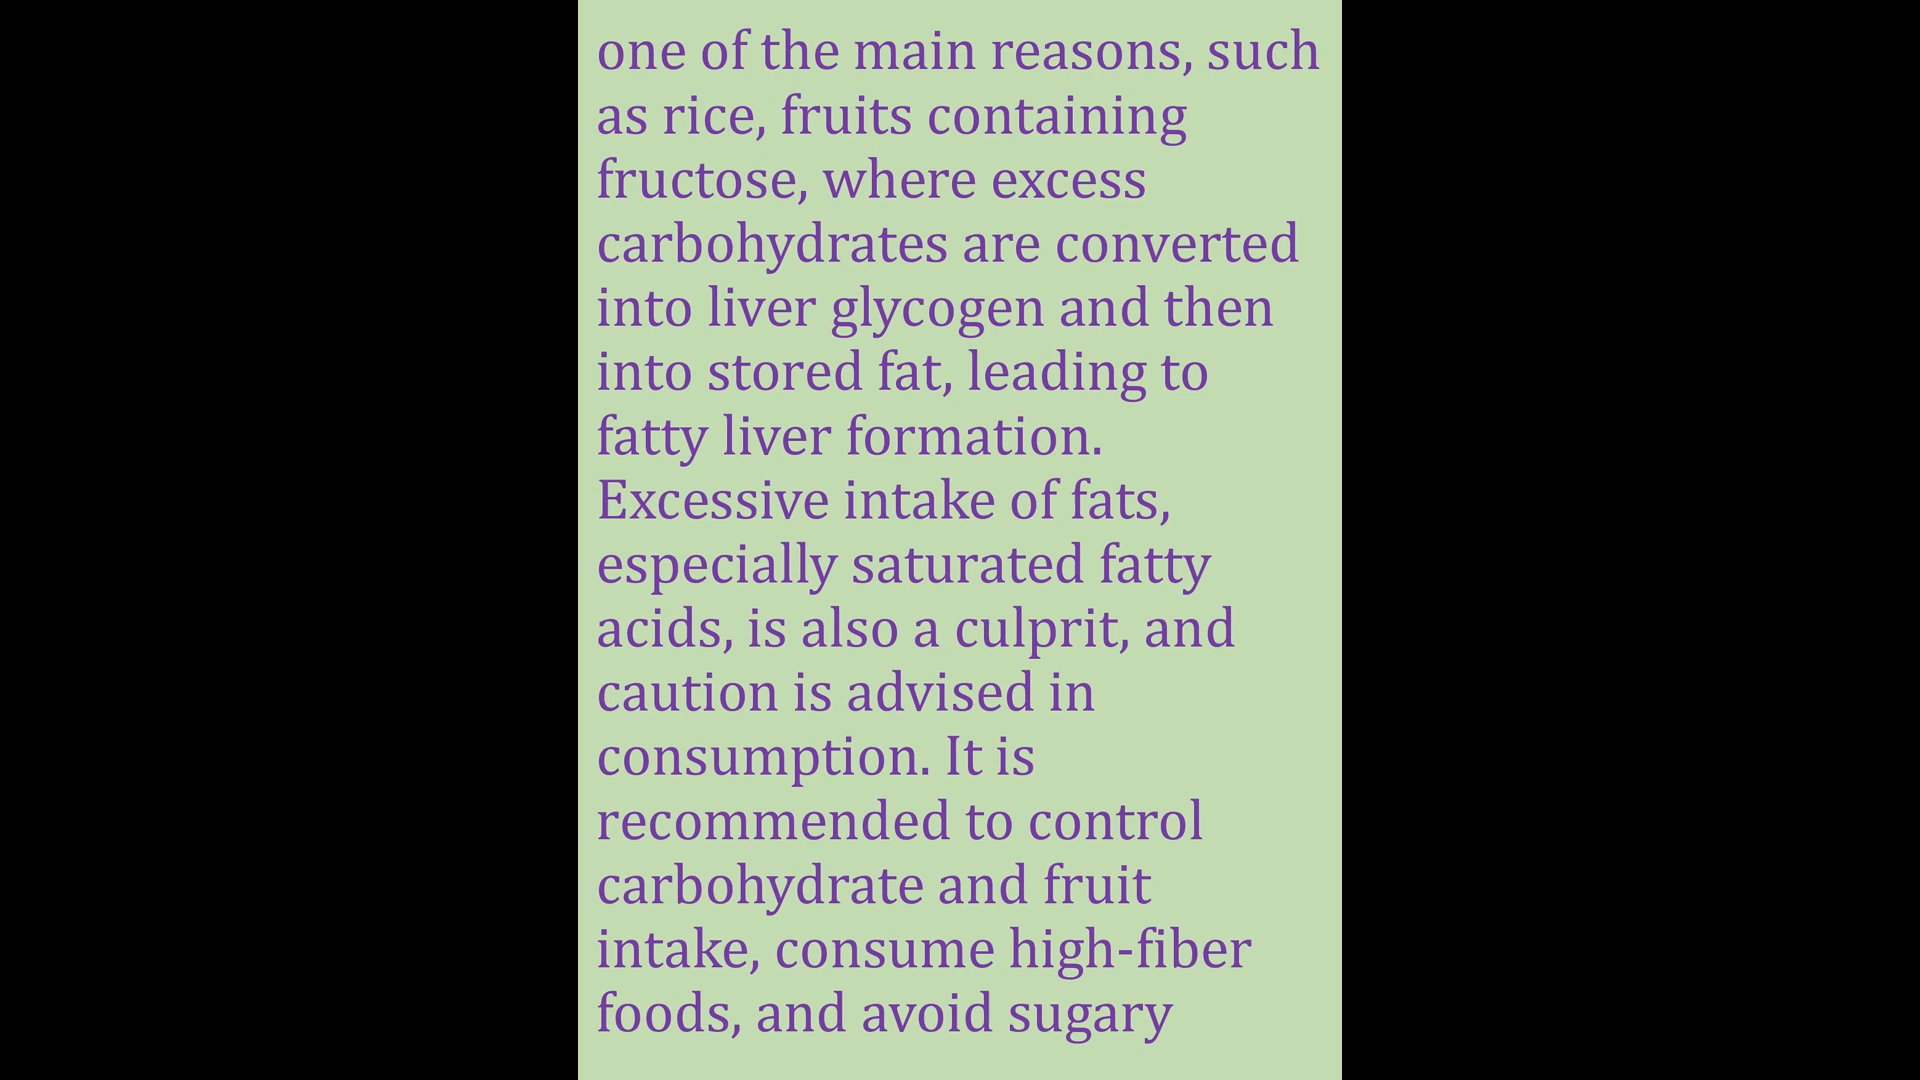 one of the main reasons, such
as rice, fruits containing
fructose, where excess
carbohydrates are converted
into liver glycogen and then
into stored fat, leading to
fatty liver formation.
Excessive intake of fats,
especially saturated fatty
acids, is also a culprit, and
caution is advised in
consumption. It is
recommended to control
carbohydrate and fruit
intake, consume high-fiber
foods, and avoid sugary